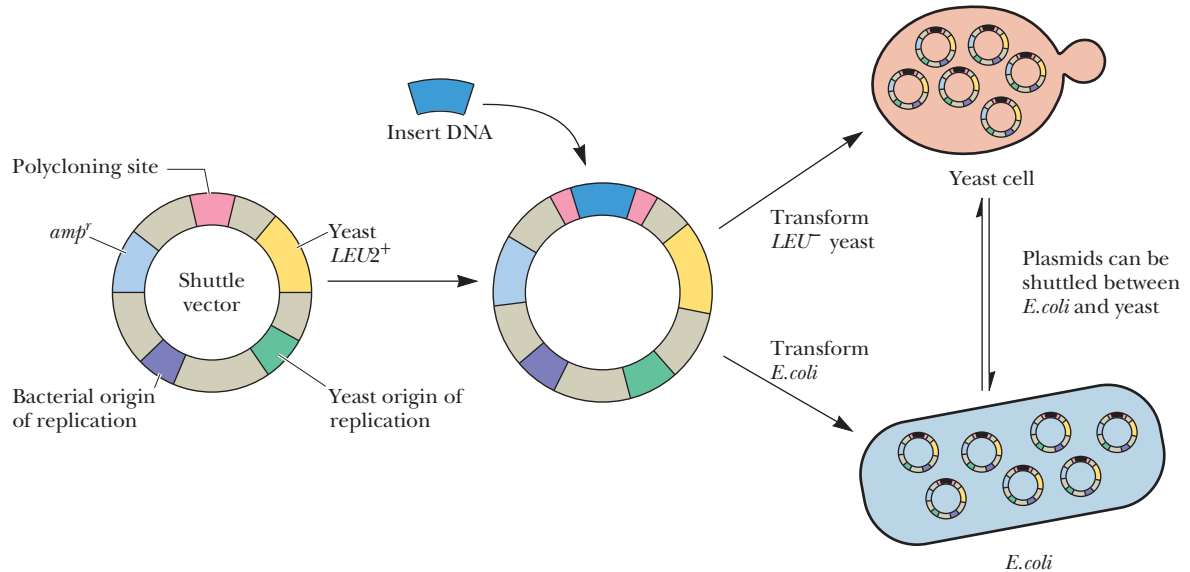 Insert DNA
Polycloning site
amp^r
Yeast
LEU2^+
Shuttle
vector
Bacterial origin
of replication
Yeast origin of
replication
Transform
LEU^– yeast
Transform
E.coli
Yeast cell
Plasmids can be
shuttled between
E.coli and yeast
E.coli